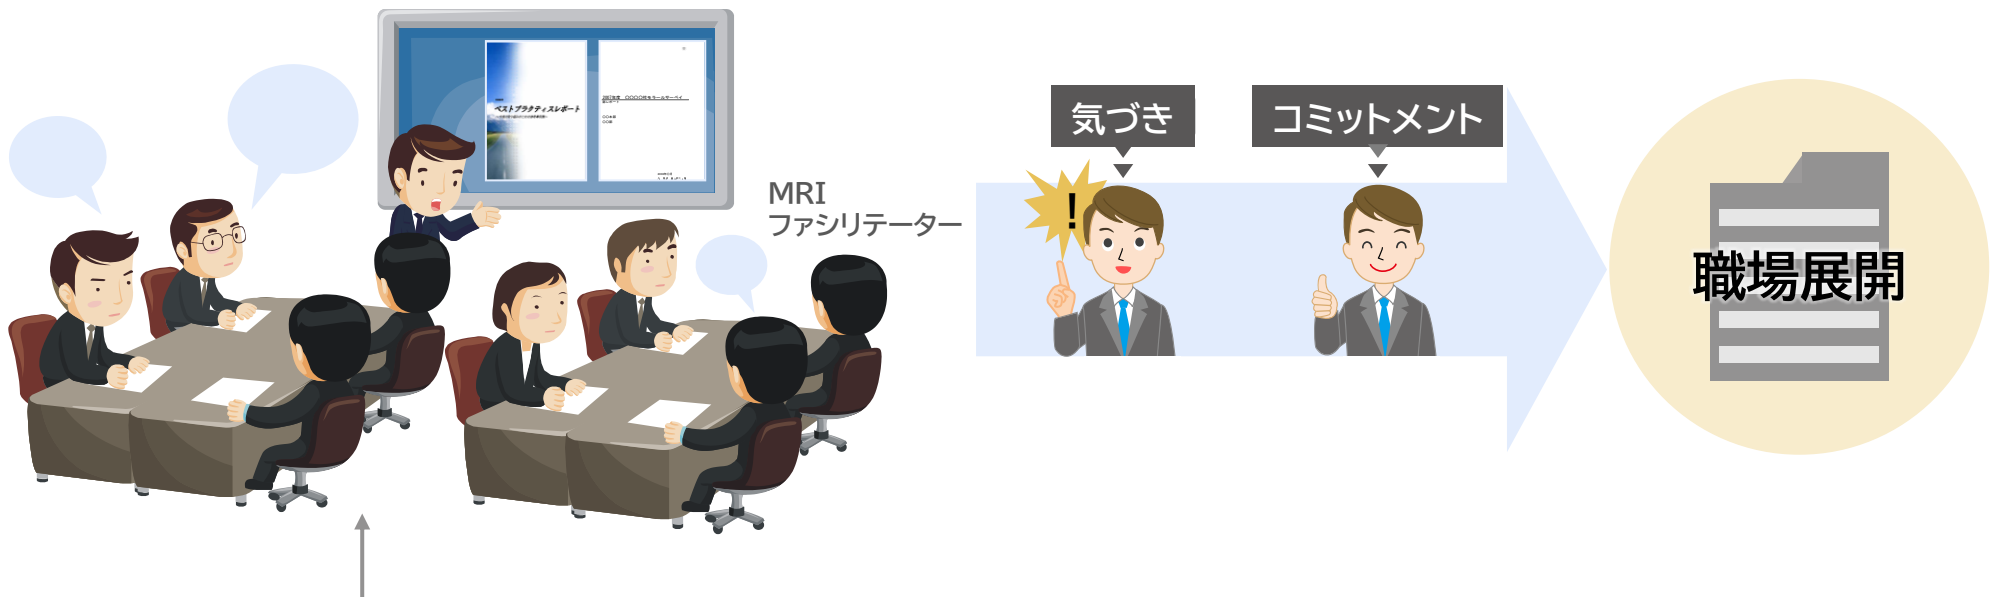 ベストプラクティスレポート
MRI
ファシリテーター
気づき
!
コミットメント
職場展開